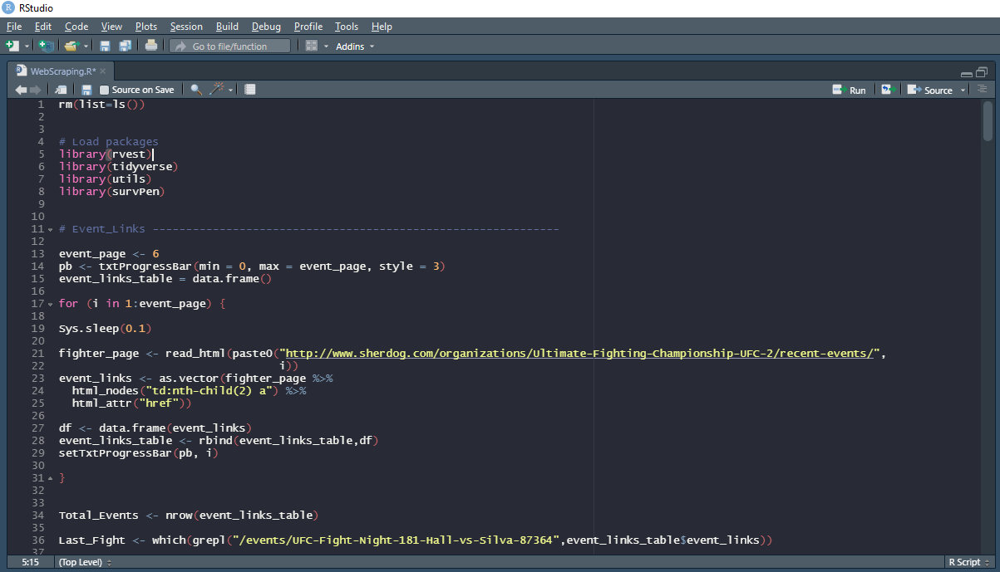 RStudio
File Edit Code View Plots Session Build Debug Profile Tools Help
Go to file/function Addins
WebScraping.R*
Source on Save Run Source
1 rm(list=ls())
2
3
4 # Load packages
5 library(rvest)
6 library(tidyverse)
7 library(utils)
8 library(survPen)
9
10
11 # Event_Links -------------------------------------------------------------
12
13 event_page <- 6
14 pb <- txtProgressBar(min = 0, max = event_page, style = 3)
15 event_links_table = data.frame()
16
17 for (i in 1:event_page) {
18
19 Sys.sleep(0.1)
20
21 fighter_page <- read_html(paste0("http://www.sherdog.com/organizations/Ultimate-Fighting-Championship-UFC-2/recent-events/",
22 i))
23 event_links <- as.vector(fighter_page %>%
24 html_nodes("td:nth-child(2) a") %>%
25 html_attr("href"))
26
27 df <- data.frame(event_links)
28 event_links_table <- rbind(event_links_table,df)
29 setTxtProgressBar(pb, i)
30
31 }
32
33
34 Total_Events <- nrow(event_links_table)
35
36 Last_Fight <- which(grepl("/events/UFC-Fight-Night-181-Hall-vs-Silva-87364",event_links_table$event_links))
37
5:15 (Top Level) R Script